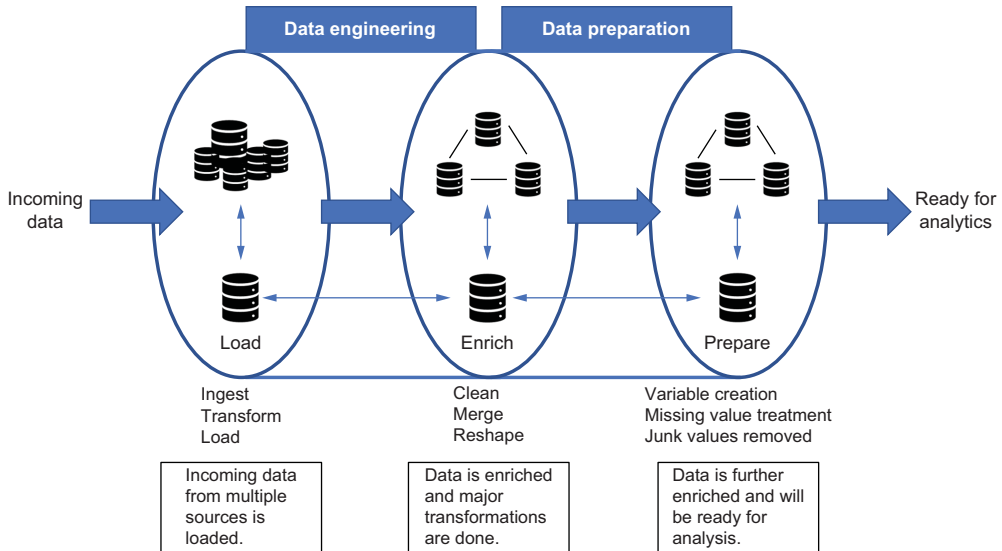 Data engineering
Data preparation
Incoming
data
Ready for
analytics
Load
Enrich
Prepare
Ingest
Transform
Load
Clean
Merge
Reshape
Variable creation
Missing value treatment
Junk values removed
Incoming data
from multiple
sources is
loaded.
Data is enriched
and major
transformations
are done.
Data is further
enriched and will
be ready for
analysis.